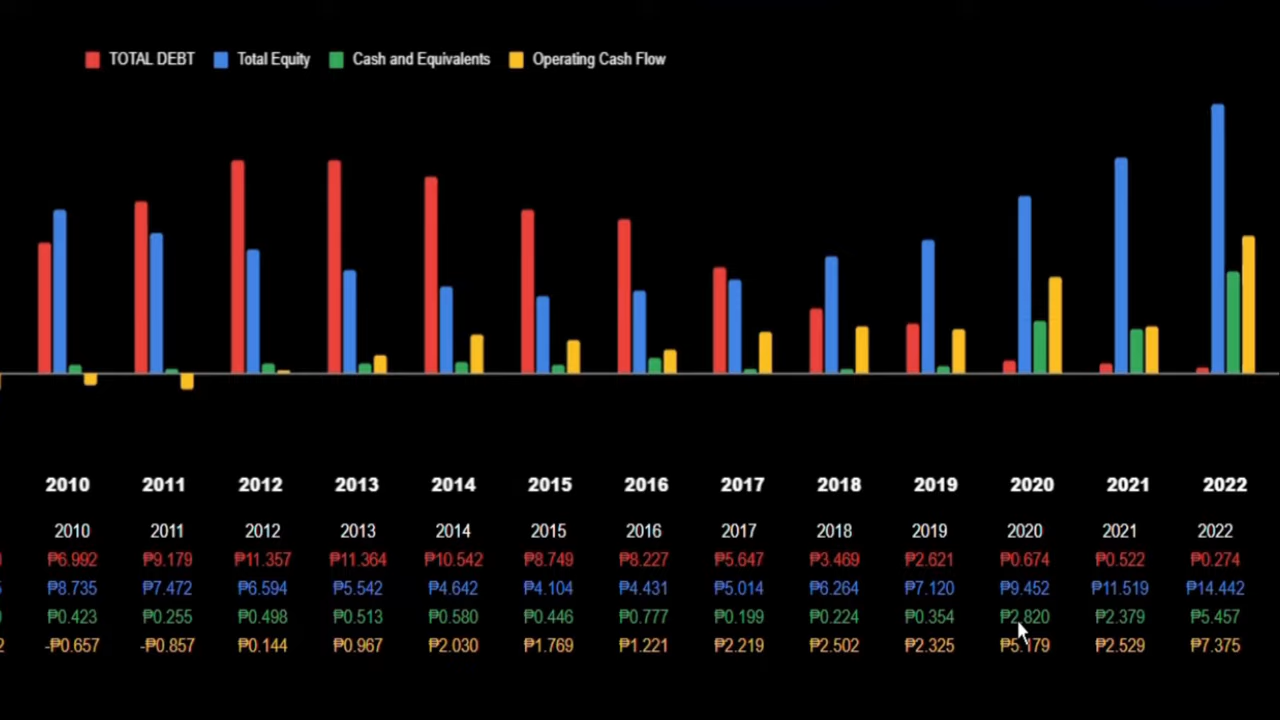 TOTAL DEBT Total Equity Cash and Equivalents Operating Cash Flow
2010 2011 2012 2013 2014 2015 2016 2017 2018 2019 2020 2021 2022
2010 2011 2012 2013 2014 2015 2016 2017 2018 2019 2020 2021 2022
₱6.992 ₱9.179 ₱11.357 ₱11.364 ₱10.542 ₱8.749 ₱8.227 ₱5.647 ₱3.469 ₱2.621 ₱0.674 ₱0.522 ₱0.274
₱8.735 ₱7.472 ₱6.594 ₱5.542 ₱4.642 ₱4.104 ₱4.431 ₱5.014 ₱6.264 ₱7.120 ₱9.452 ₱11.519 ₱14.442
₱0.423 ₱0.255 ₱0.498 ₱0.513 ₱0.580 ₱0.446 ₱0.777 ₱0.199 ₱0.224 ₱0.354 ₱2.820 ₱2.379 ₱5.457
-₱0.657 -₱0.857 ₱0.144 ₱0.967 ₱2.030 ₱1.769 ₱1.221 ₱2.219 ₱2.502 ₱2.325 ₱5.179 ₱2.529 ₱7.375